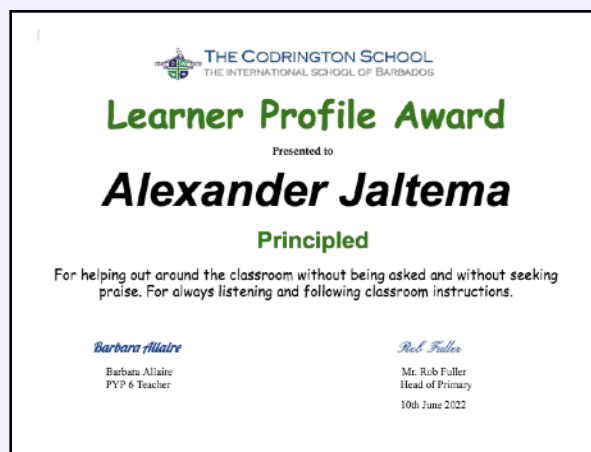 THE CODRINGTON SCHOOL
THE INTERNATIONAL SCHOOL OF BARBADOS
Learner Profile Award
Presented to
Alexander Jaltema
Principled
For helping out around the classroom without being asked and without seeking
praise. For always listening and following classroom instructions.
Barbara Allaire
Barbara Allaire
PYP 6 Teacher
Rob Fuller
Mr. Rob Fuller
Head of Primary
10th June 2022